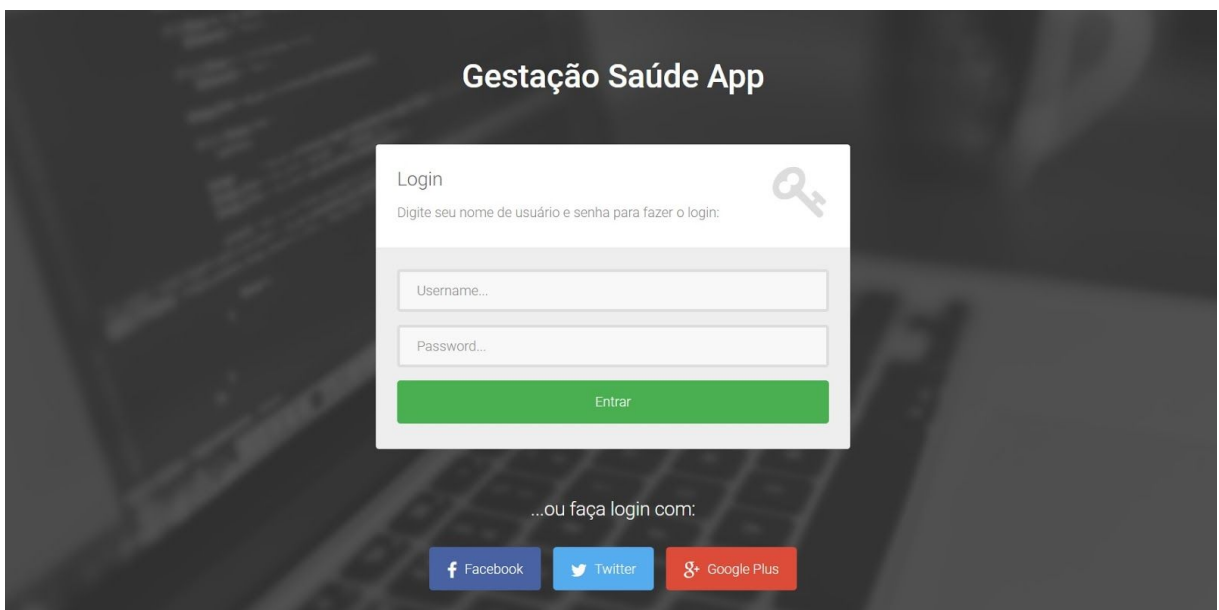 Gestação Saúde App
Login
Digite seu nome de usuário e senha para fazer o login:
Username...
Password...
Entrar
...ou faça login com:
Facebook
Twitter
Google Plus